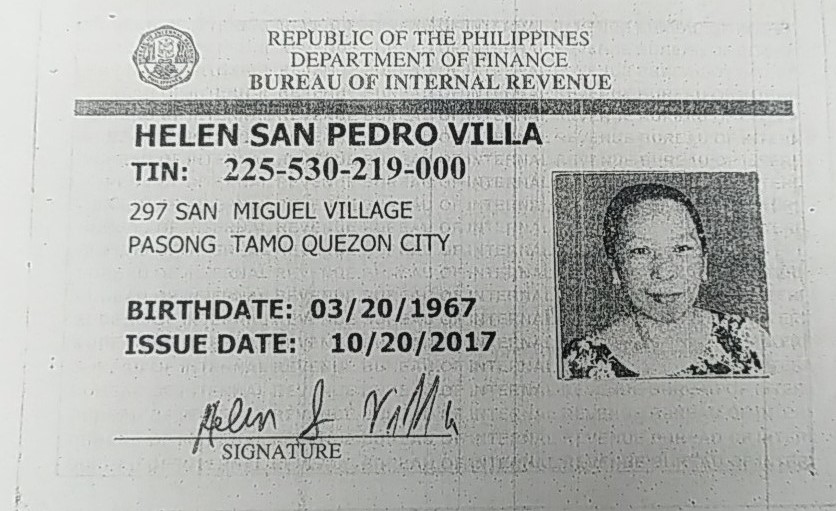 REPUBLIC OF THE PHILIPPINES
DEPARTMENT OF FINANCE
BUREAU OF INTERNAL REVENUE
HELEN SAN PEDRO VILLA
TIN: 225-530-219-000
297 SAN MIGUEL VILLAGE
PASONG TAMO QUEZON CITY
BIRTHDATE: 03/20/1967
ISSUE DATE: 10/20/2017
Helen S Villa
SIGNATURE